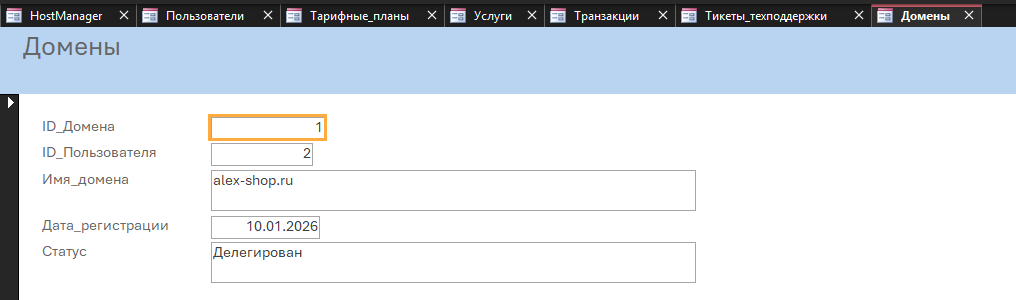 HostManager Пользователи Тарифные_планы Услуги Транзакции Тикеты_техподдержки Домены
Домены
ID_Домена 1
ID_Пользователя 2
Имя_домена alex-shop.ru
Дата_регистрации 10.01.2026
Статус Делегирован